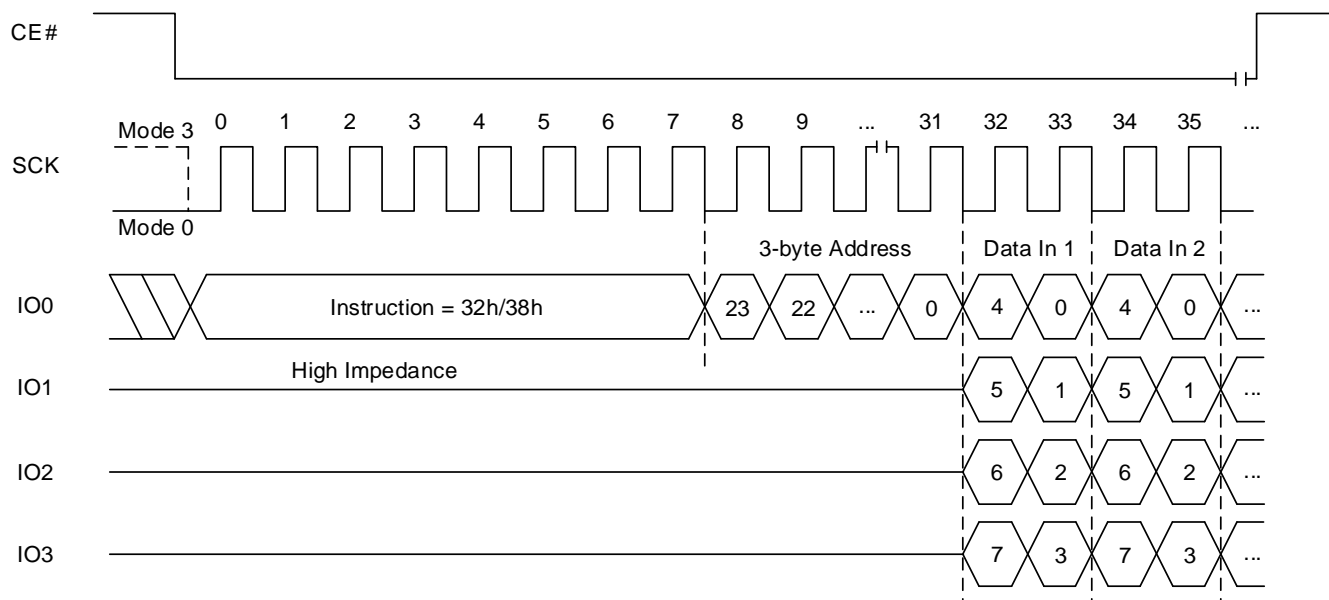 CE#
0 1 2 3 4 5 6 7 8 9 ... 31 32 33 34 35 ...
Mode 3
SCK
Mode 0
3-byte Address Data In 1 Data In 2
IO0 Instruction = 32h/38h 23 22 ... 0 4 0 4 0 ...
High Impedance
IO1 5 1 5 1 ...
IO2 6 2 6 2 ...
IO3 7 3 7 3 ...